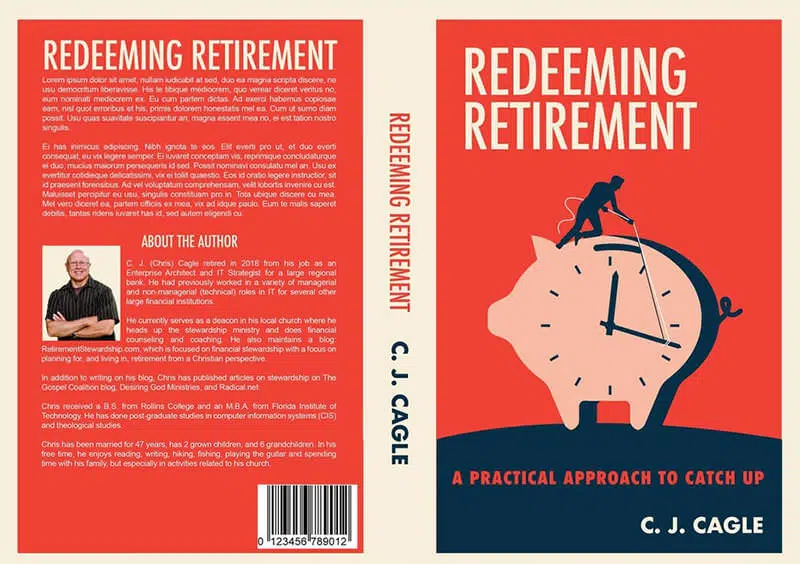 REDEEMING RETIREMENT
Lorem ipsum dolor sit amet, nullam iudicabit at sed, duo ea magna scripta discere, ne
usu democritum liberavisse. His te tibique mediocrem, quo verear diceret veritus no,
eum nominati mediocrem ex. Eu cum partem dictas. Ad exerci habemus copiosae
eam, nisl quot erroribus et his, primis dolorem honestatis mel ea. Cum ut sumo diam
possit. Usu quas suavitate suscipiantur an, magna essent mea no, ei est tation nostro
singulis.
Ei has inimicus adipiscing. Nibh ignota te eos. Elit everti pro ut, et duo everti
consequat, eu vix legere semper. Ei iuvaret conceptam vis, reprimique concludaturque
ei duo, mucius maiorum persequeris id sed. Possit nominavi consulatu mel an. Usu ex
evertitur cotidieque delicatissimi, vix ei tollit quaestio. Eos id oratio legere instructior, sit
id praesent forensibus. Ad vel voluptatum comprehensam, velit lobortis invenire cu est.
Maluisset percipitur eu usu, singulis constituam pro in. Tota ubique discere cu mea.
Mel vero diceret ea, partem officiis ex mea, vix ad idque paulo. Eum te malis saperet
debitis, tantas ridens iuvaret has id, sed autem eligendi cu.
ABOUT THE AUTHOR
C. J. (Chris) Cagle retired in 2018 from his job as an
Enterprise Architect and IT Strategist for a large regional
bank. He had previously worked in a variety of managerial
and non-managerial (technical) roles in IT for several other
large financial institutions.
He currently serves as a deacon in his local church where he
heads up the stewardship ministry and does financial
counseling and coaching. He also maintains a blog:
RetirementStewardship.com, which is focused on financial stewardship with a focus on
planning for, and living in, retirement from a Christian perspective.
In addition to writing on his blog, Chris has published articles on stewardship on The
Gospel Coalition blog, Desiring God Ministries, and Radical.net.
Chris received a B.S. from Rollins College and an M.B.A. from Florida Institute of
Technology. He has done post-graduate studies in computer information systems (CIS)
and theological studies.
Chris has been married for 47 years, has 2 grown children, and 6 grandchildren. In his
free time, he enjoys reading, writing, hiking, fishing, playing the guitar and spending
time with his family, but especially in activities related to his church.
0 123456 789012
REDEEMING RETIREMENT
C. J. CAGLE
REDEEMING
RETIREMENT
A PRACTICAL APPROACH TO CATCH UP
C. J. CAGLE